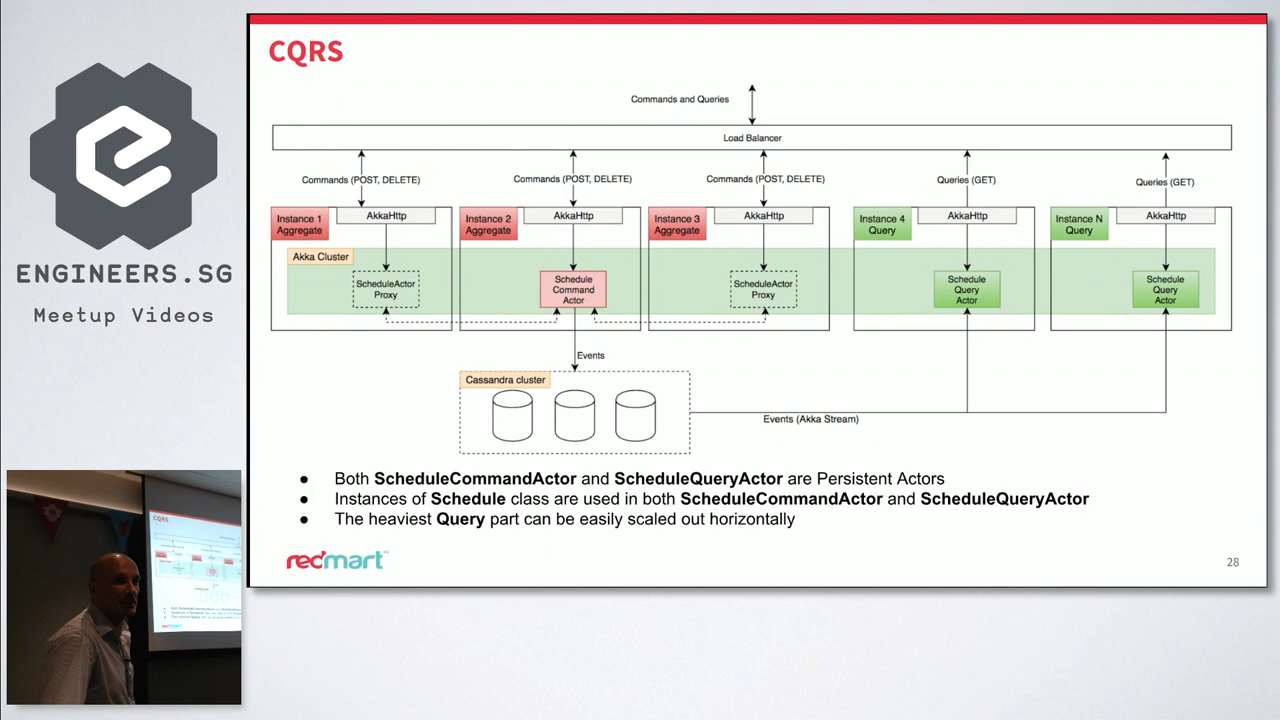 ENGINEERS.SG
Meetup Videos
CQRS
Commands and Queries
Load Balancer
Commands (POST, DELETE)
Commands (POST, DELETE)
Commands (POST, DELETE)
Queries (GET)
Queries (GET)
Instance 1
Aggregate
AkkaHttp
Instance 2
Aggregate
AkkaHttp
Instance 3
Aggregate
AkkaHttp
Instance 4
Query
AkkaHttp
Instance N
Query
AkkaHttp
Akka Cluster
ScheduleActor
Proxy
Schedule
Command
Actor
ScheduleActor
Proxy
Schedule
Query
Actor
Schedule
Query
Actor
Events
Cassandra cluster
Events (Akka Stream)
● Both ScheduleCommandActor and ScheduleQueryActor are Persistent Actors
● Instances of Schedule class are used in both ScheduleCommandActor and ScheduleQueryActor
● The heaviest Query part can be easily scaled out horizontally
redmart™
28
CQRS